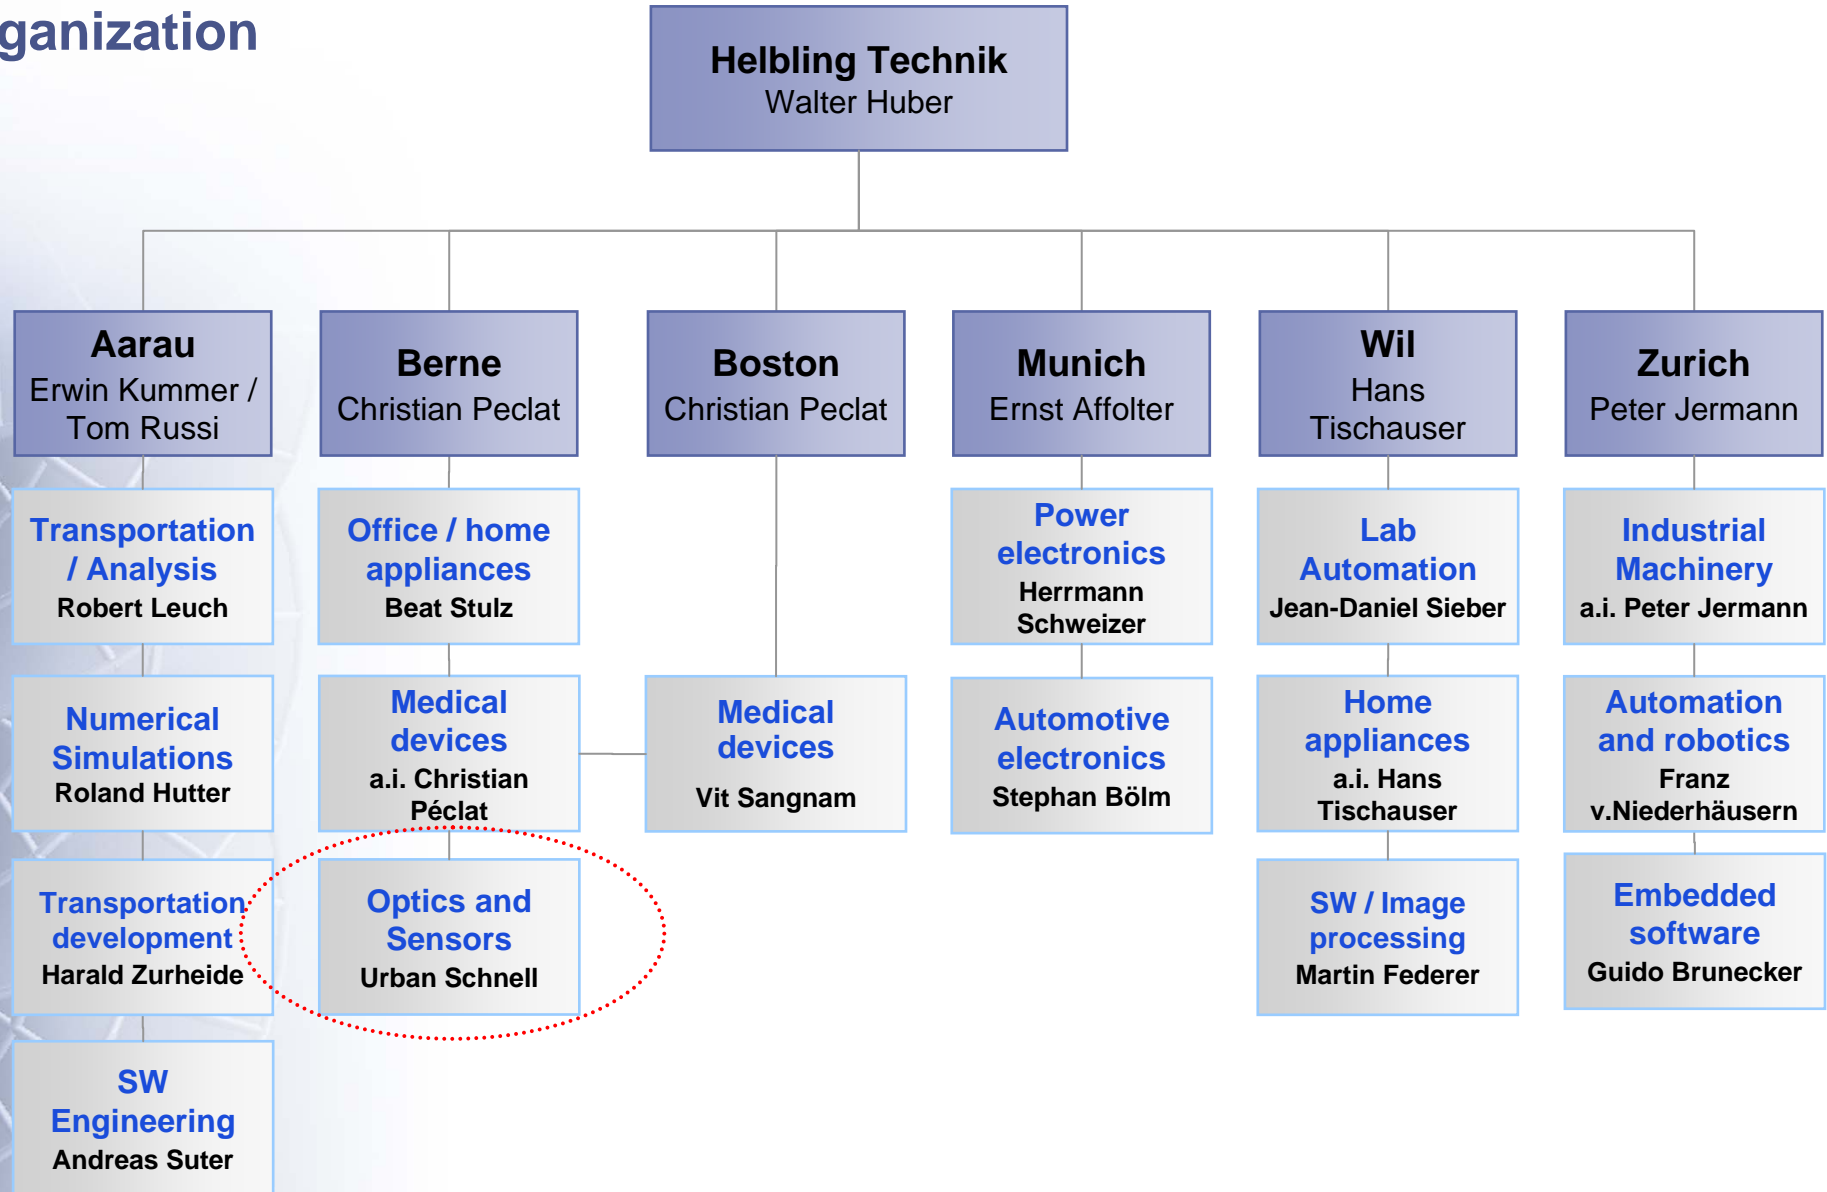 ganization
Helbling Technik
Walter Huber
Aarau
Erwin Kummer /
Tom Russi
Berne
Christian Peclat
Boston
Christian Peclat
Munich
Ernst Affolter
Wil
Hans
Tischauser
Zurich
Peter Jermann
Transportation
/ Analysis
Robert Leuch
Office / home
appliances
Beat Stulz
Power
electronics
Herrmann
Schweizer
Lab
Automation
Jean-Daniel Sieber
Industrial
Machinery
a.i. Peter Jermann
Numerical
Simulations
Roland Hutter
Medical
devices
a.i. Christian
Péclat
Medical
devices
Vit Sangnam
Automotive
electronics
Stephan Bölm
Home
appliances
a.i. Hans
Tischauser
Automation
and robotics
Franz
v.Niederhäusern
Transportation
development
Harald Zurheide
Optics and
Sensors
Urban Schnell
SW / Image
processing
Martin Federer
Embedded
software
Guido Brunecker
SW
Engineering
Andreas Suter